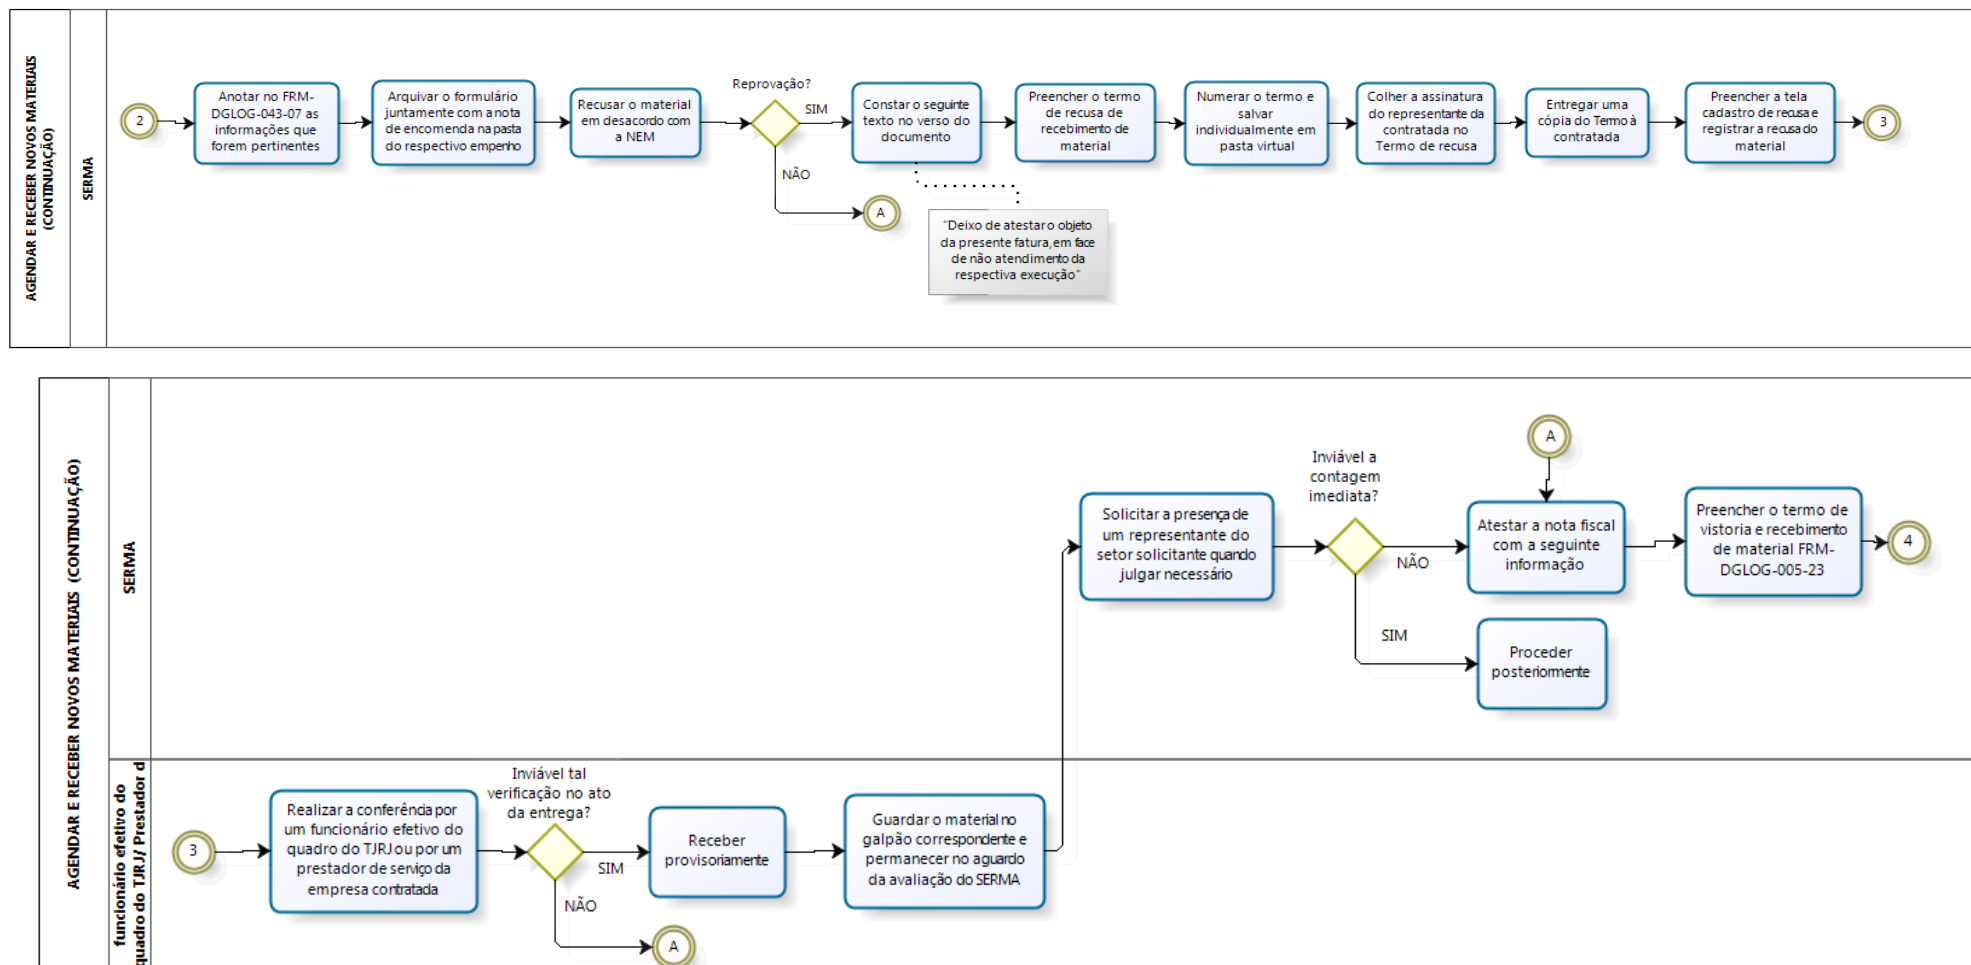 AGENDAR E RECEBER NOVOS MATERIAIS
(CONTINUAÇÃO)
SERMA
2
Anotar no FRM-
DGLOG-043-07 as
informações que
forem pertinentes
Arquivar o formulário
juntamente com a nota
de encomenda na pasta
do respectivo empenho
Recusar o material
em desacordo com
a NEM
Reprovação?
SIM
NÃO
A
Constar o seguinte
texto no verso do
documento
"Deixo de atestar o objeto
da presente fatura, em face
de não atendimento da
respectiva execução"
Preencher o termo
de recusa de
recebimento de
material
Numerar o termo e
salvar
individualmente em
pasta virtual
Colher a assinatura
do representante da
contratada no
Termo de recusa
Entregar uma
cópia do Termo à
contratada
Preencher a tela
cadastro de recusa e
registrar a recusa do
material
3
AGENDAR E RECEBER NOVOS MATERIAIS (CONTINUAÇÃO)
SERMA
Solicitar a presença de
um representante do
setor solicitante quando
julgar necessário
Inviável a
contagem
imediata?
NÃO
SIM
A
Atestar a nota fiscal
com a seguinte
informação
Preencher o termo de
vistoria e recebimento
de material FRM-
DGLOG-005-23
4
Proceder
posteriormente
funcionário efetivo do
quadro do TJRJ/ Prestador d
3
Realizar a conferência por
um funcionário efetivo do
quadro do TJRJ ou por um
prestador de serviço da
empresa contratada
Inviável tal
verificação no ato
da entrega?
SIM
NÃO
A
Receber
provisoriamente
Guardar o material no
galpão correspondente e
permanecer no aguardo
da avaliação do SERMA